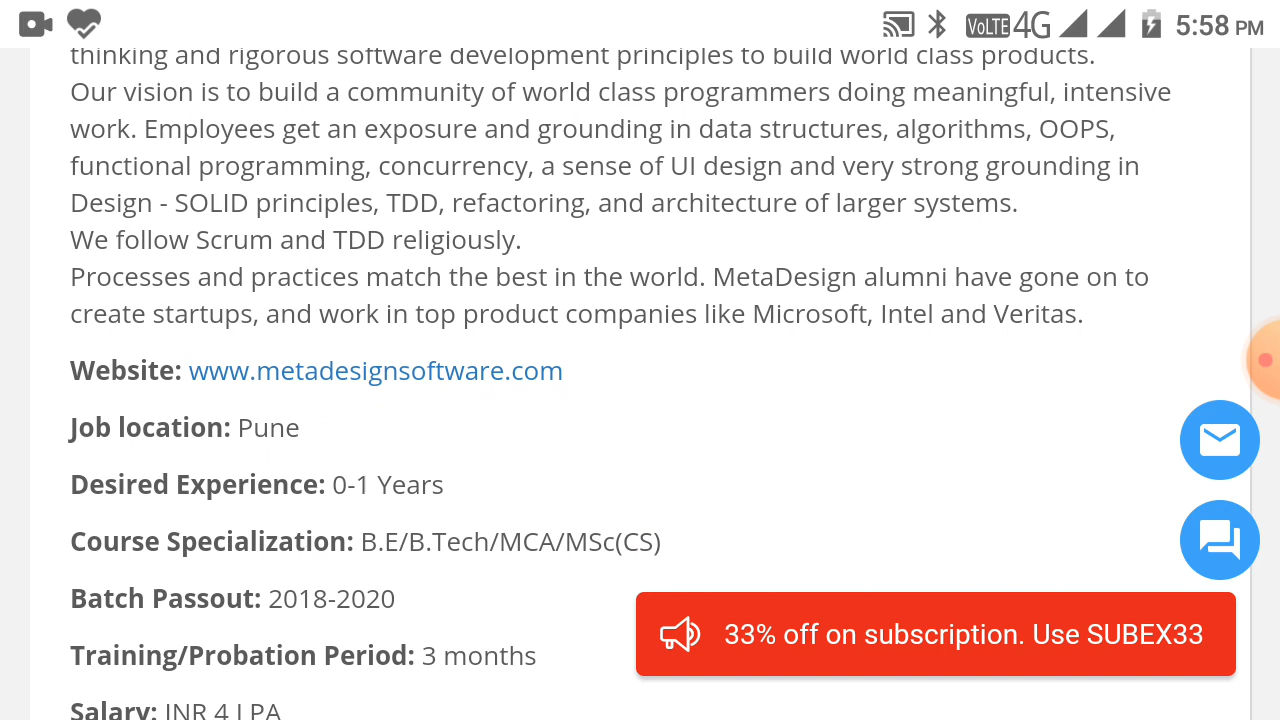 VoLTE 4G 5:58 PM
thinking and rigorous software development principles to build world class products.
Our vision is to build a community of world class programmers doing meaningful, intensive
work. Employees get an exposure and grounding in data structures, algorithms, OOPS,
functional programming, concurrency, a sense of UI design and very strong grounding in
Design - SOLID principles, TDD, refactoring, and architecture of larger systems.
We follow Scrum and TDD religiously.
Processes and practices match the best in the world. MetaDesign alumni have gone on to
create startups, and work in top product companies like Microsoft, Intel and Veritas.
Website: www.metadesignsoftware.com
Job location: Pune
Desired Experience: 0-1 Years
Course Specialization: B.E/B.Tech/MCA/MSc(CS)
Batch Passout: 2018-2020
33% off on subscription. Use SUBEX33
Training/Probation Period: 3 months
Salary: INR 4 LPA